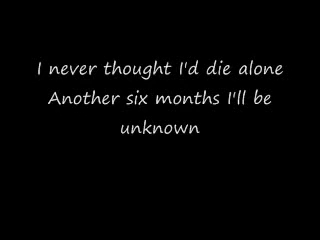 I never thought I'd die alone
Another six months I'll be
unknown